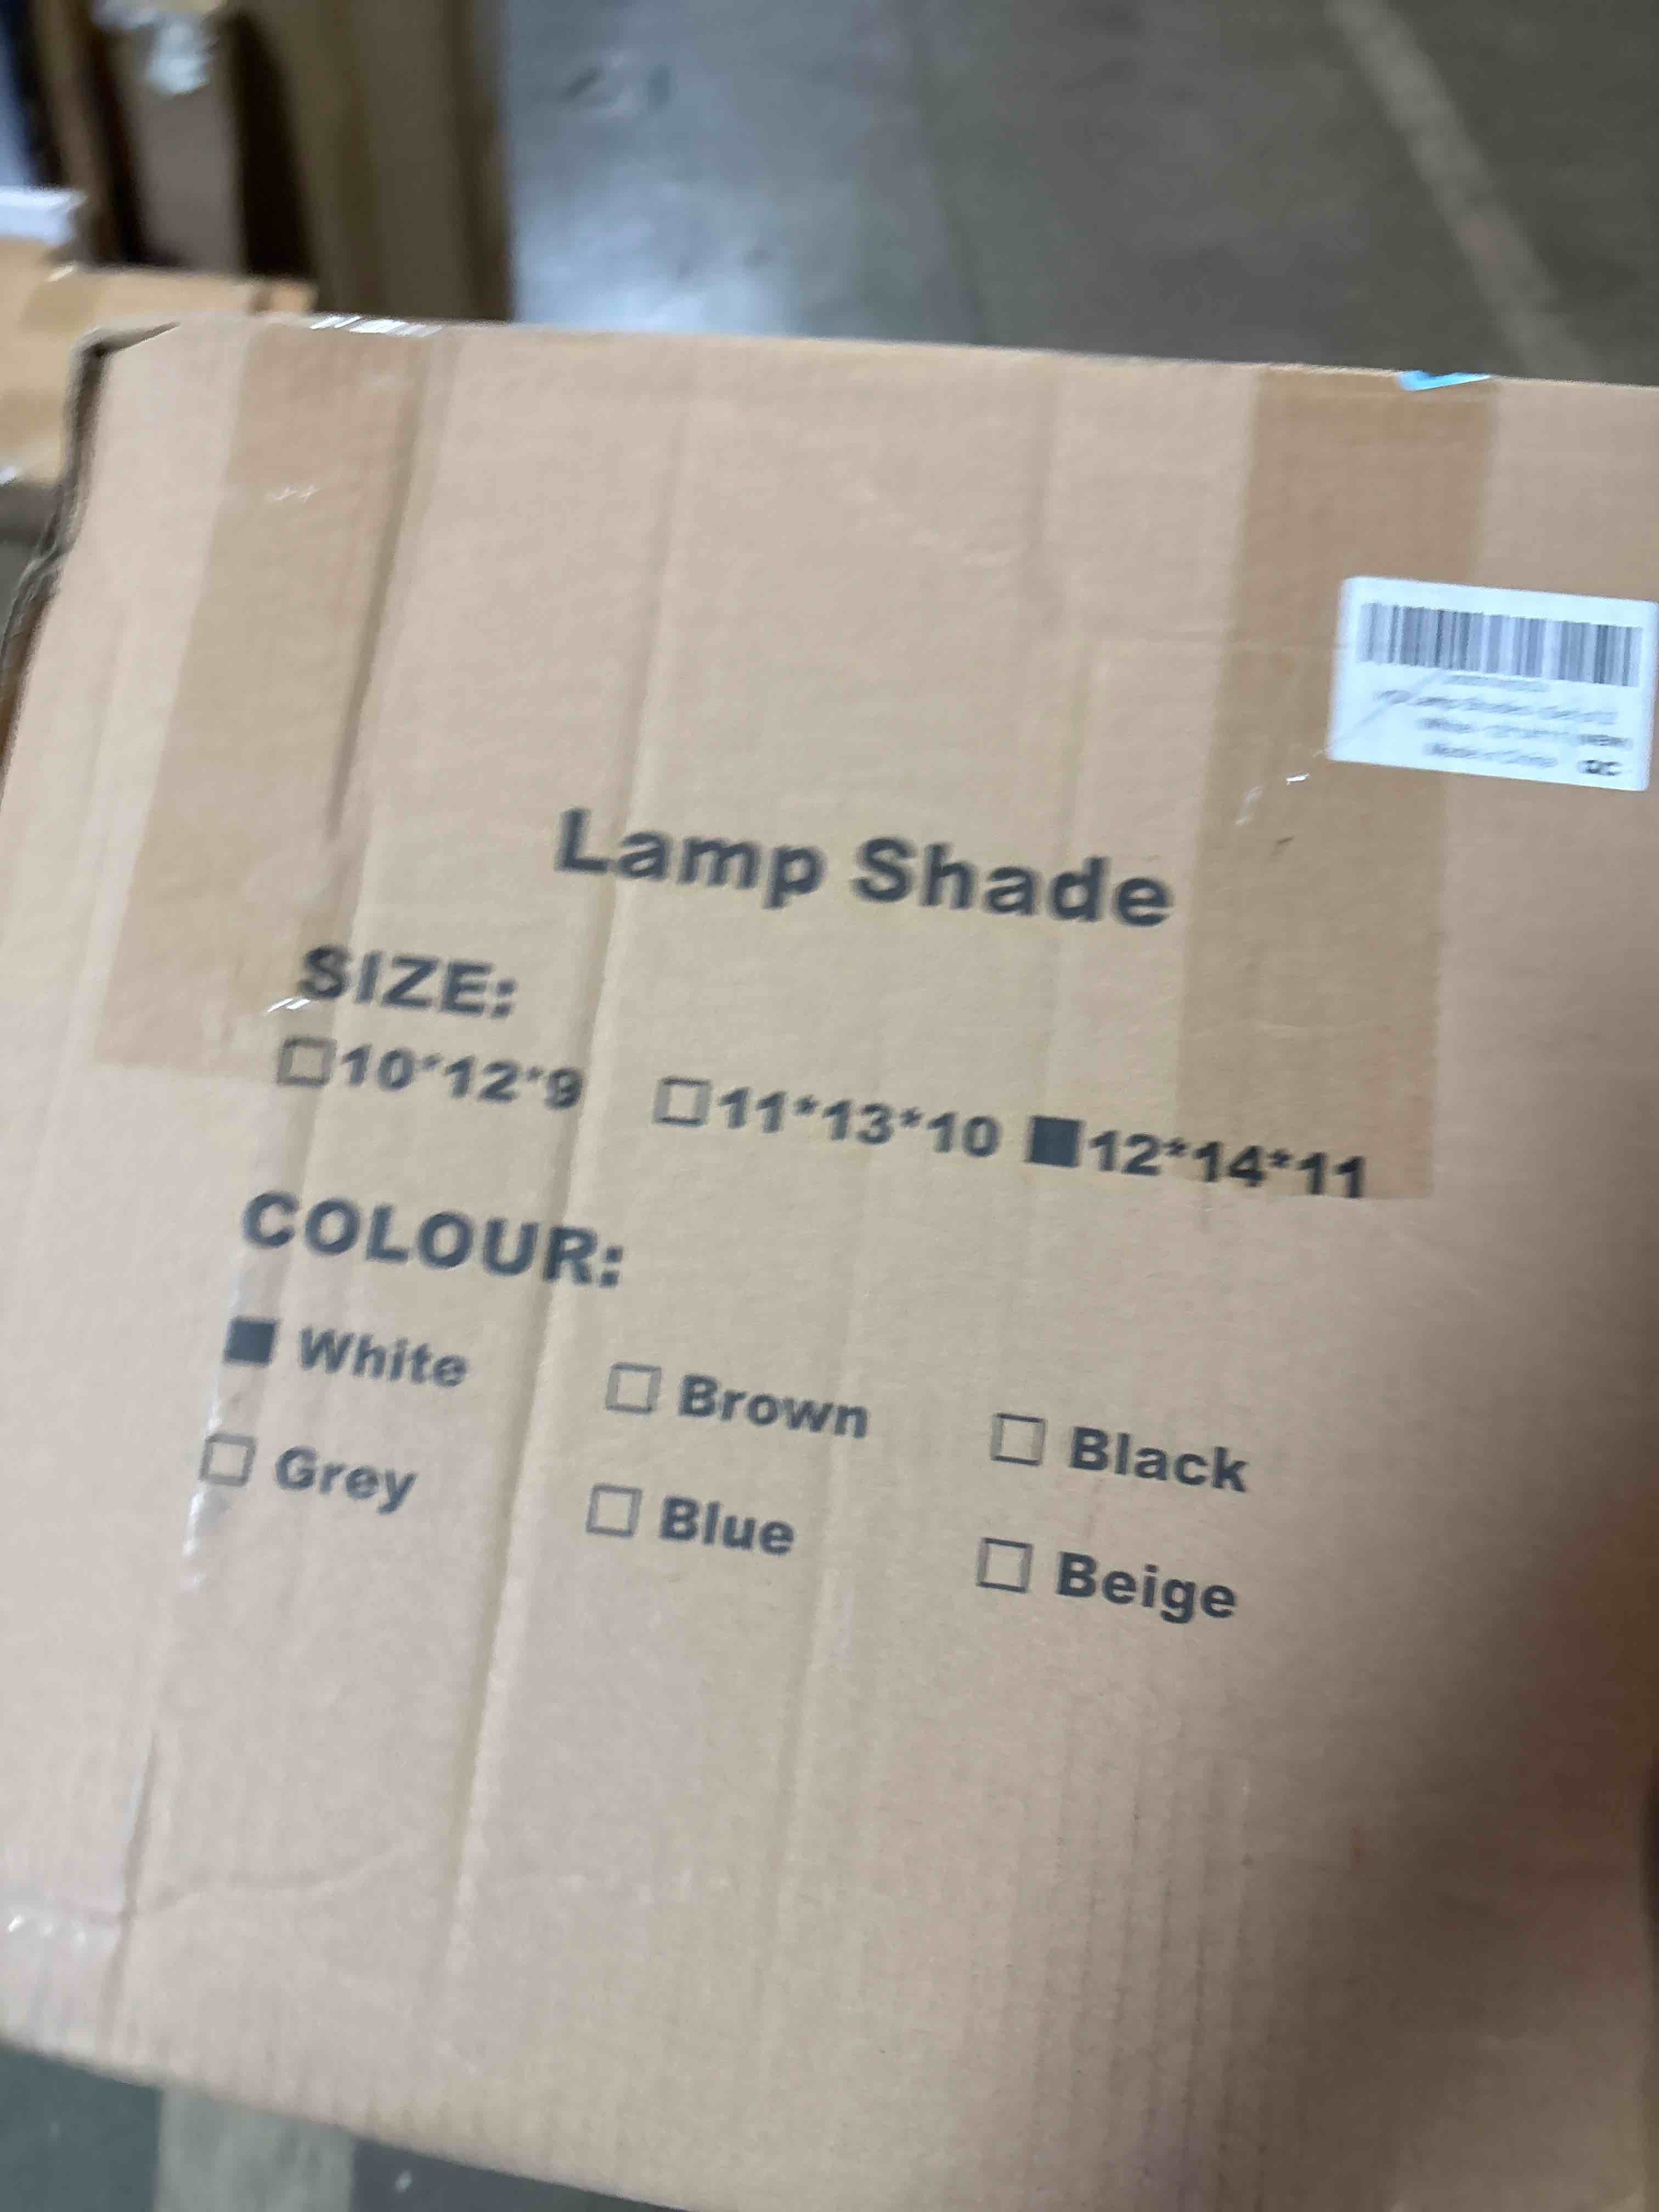 Lamp Shade
SIZE:
□10*12*9 □11*13*10 ■12*14*11
COLOUR:
■ White □ Brown □ Black
□ Grey □ Blue □ Beige